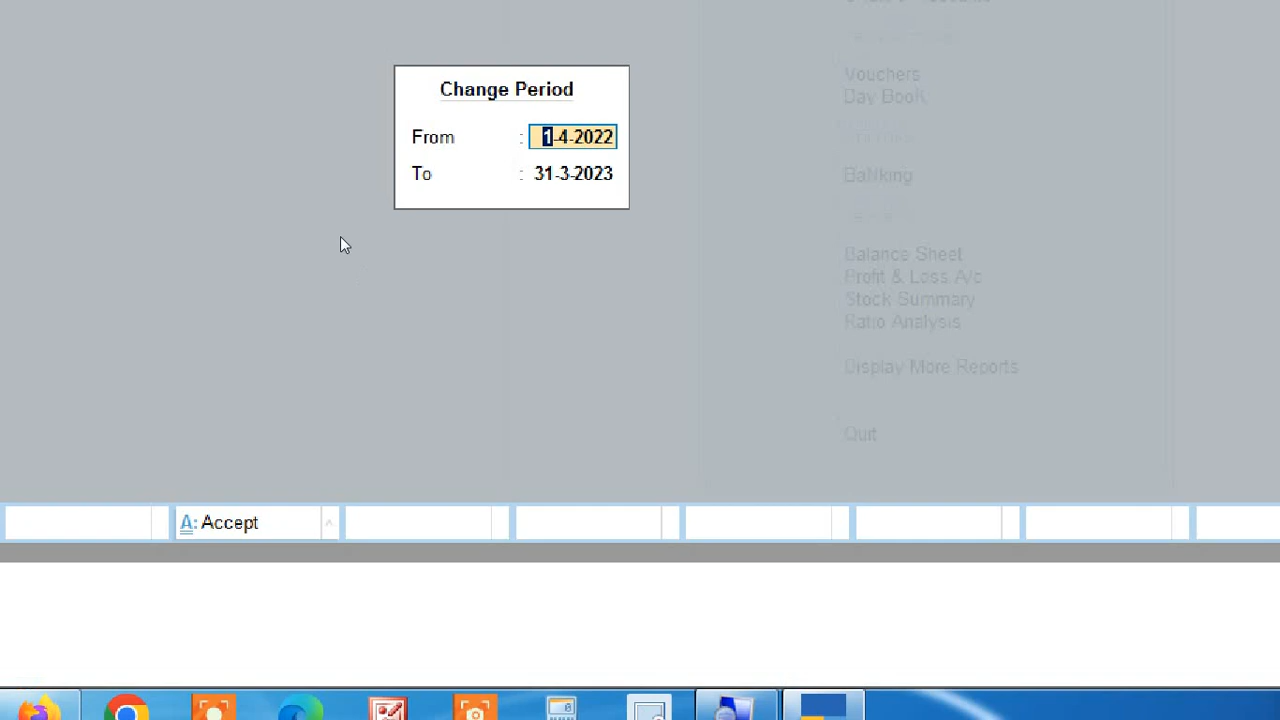 Change Period
From : 1-4-2022
To : 31-3-2023
Vouchers
Day Book
BaNking
Balance Sheet
Profit & Loss A/c
Stock Summary
Ratio Analysis
Display More Reports
Quit
A: Accept